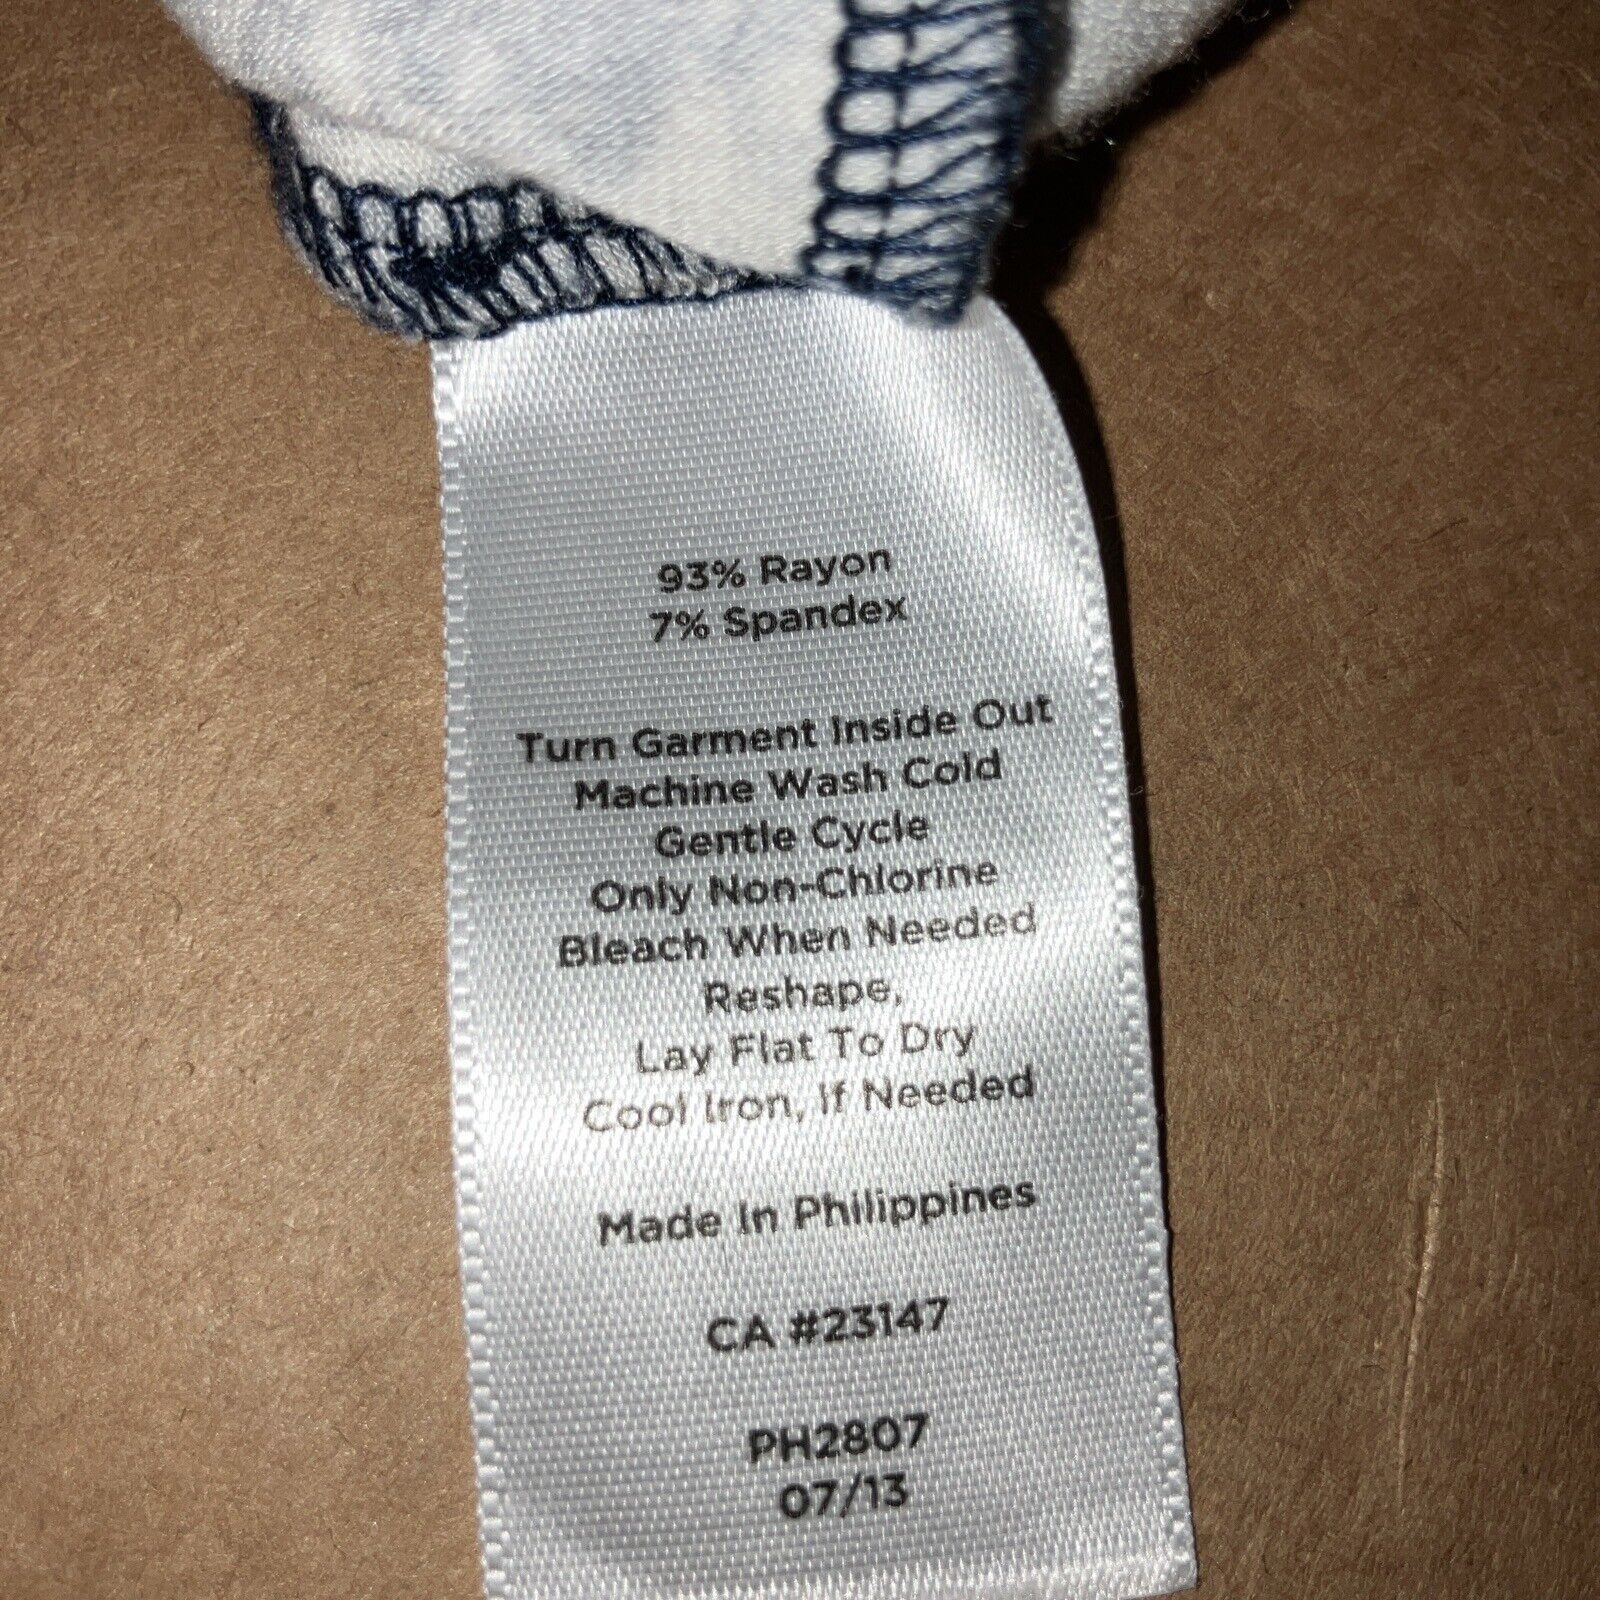 93% Rayon
7% Spandex
Turn Garment Inside Out
Machine Wash Cold
Gentle Cycle
Only Non-Chlorine
Bleach When Needed
Reshape,
Lay Flat To Dry
Cool Iron, If Needed
Made In Philippines
CA #23147
PH2807
07/13